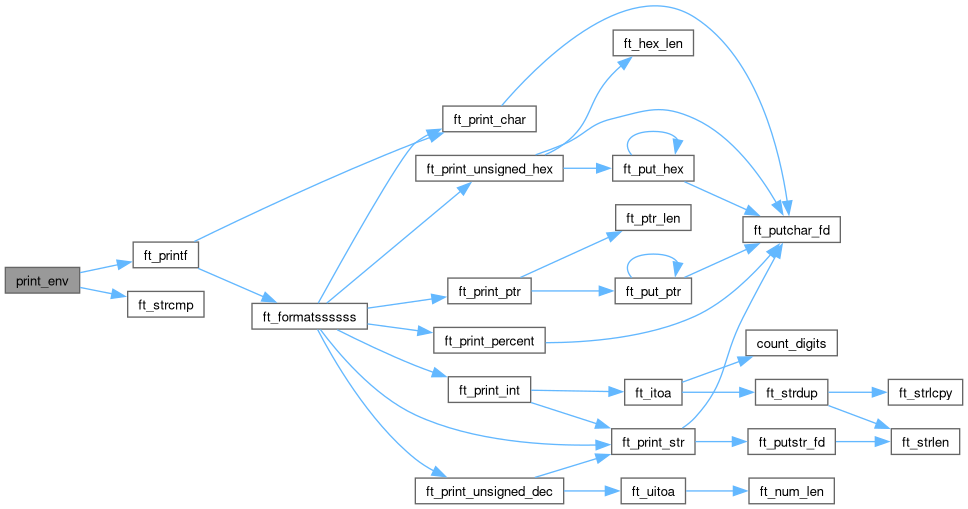 ft_hex_len
ft_print_char
ft_print_unsigned_hex
ft_put_hex
ft_ptr_len
ft_putchar_fd
ft_printf
print_env
ft_strcmp
ft_print_ptr
ft_put_ptr
ft_formatssssss
ft_print_percent
count_digits
ft_print_int
ft_itoa
ft_strdup
ft_strlcpy
ft_print_str
ft_putstr_fd
ft_strlen
ft_print_unsigned_dec
ft_uitoa
ft_num_len